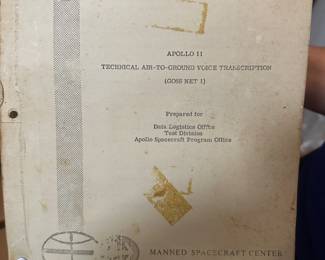 APOLLO 11
TECHNICAL AIR-TO-GROUND VOICE TRANSCRIPTION
(GOSS NET 1)
Prepared for
Data Logistics Office
Test Division
Apollo Spacecraft Program Office
MANNED SPACECRAFT CENTER